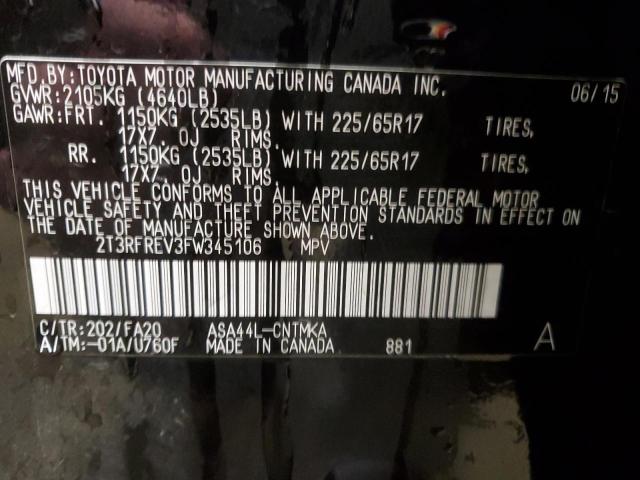 MFD.BY:TOYOTA MOTOR MANUFACTURING CANADA INC. 06/15
GVWR:2105KG (4640LB)
GAWR:FRT. 1150KG (2535LB) WITH 225/65R17 TIRES,
17X7.0J RIMS.
RR. 1150KG (2535LB) WITH 225/65R17 TIRES,
17X7.0J RIMS.
THIS VEHICLE CONFORMS TO ALL APPLICABLE FEDERAL MOTOR
VEHICLE SAFETY AND THEFT PREVENTION STANDARDS IN EFFECT ON
THE DATE OF MANUFACTURE SHOWN ABOVE.
2T3RFREV3FW345106 MPV
C/TR:202/FA20 ASA44L-CNTMKA
A/TM:-01A/U760F MADE IN CANADA 881 A